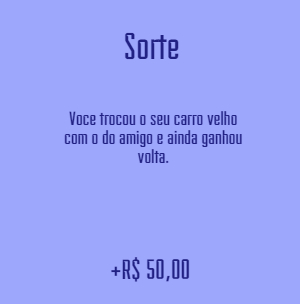 Sorte
Voce trocou o seu carro velho
com o do amigo e ainda ganhou
volta.
+R$ 50,00